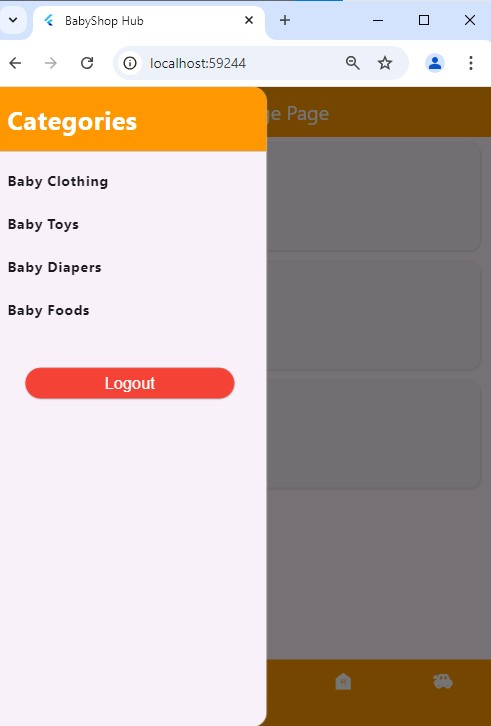 BabyShop Hub
localhost:59244
Categories
ge Page
Baby Clothing
Baby Toys
Baby Diapers
Baby Foods
Logout